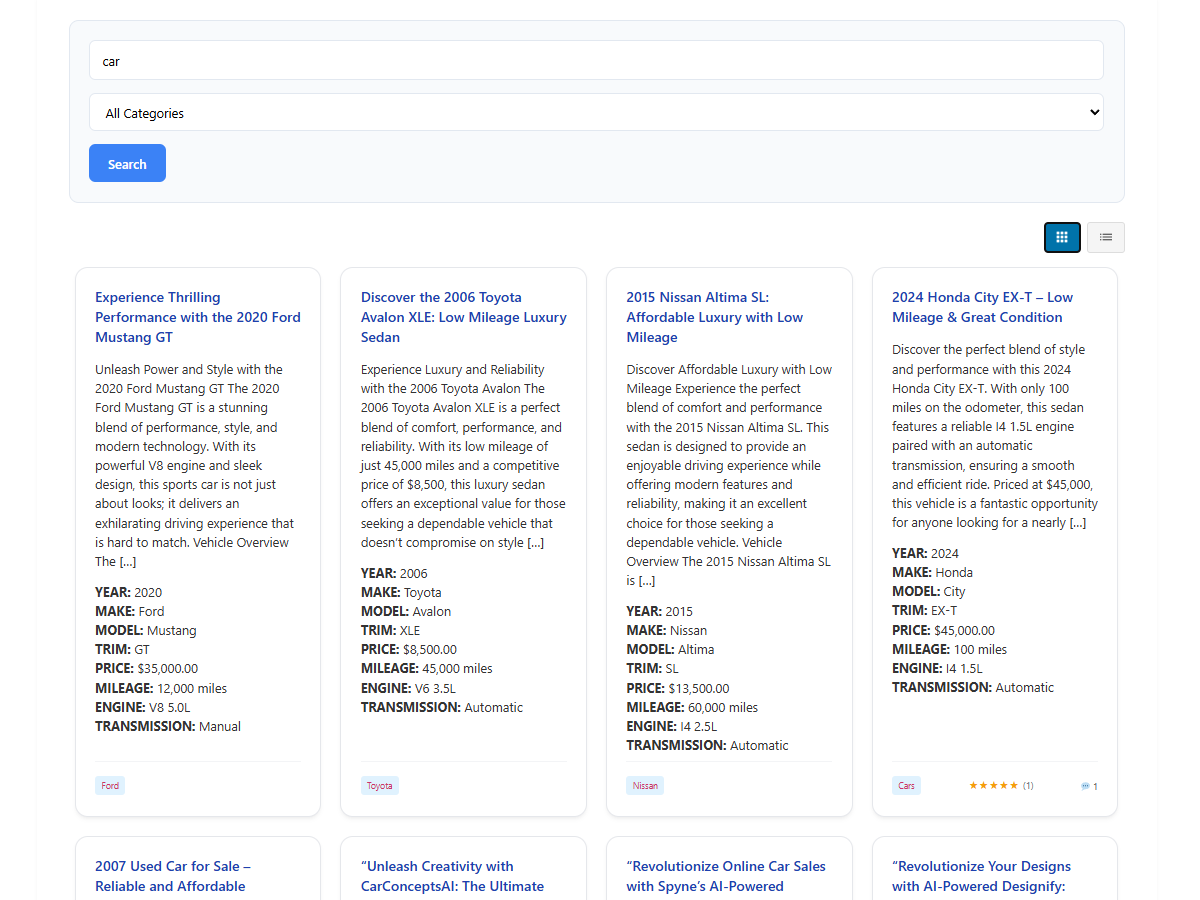 car
All Categories
Search
Experience Thrilling
Performance with the 2020 Ford
Mustang GT
Unleash Power and Style with the
2020 Ford Mustang GT The 2020
Ford Mustang GT is a stunning
blend of performance, style, and
modern technology. With its
powerful V8 engine and sleek
design, this sports car is not just
about looks; it delivers an
exhilarating driving experience that
is hard to match. Vehicle Overview
The [...]
YEAR: 2020
MAKE: Ford
MODEL: Mustang
TRIM: GT
PRICE: $35,000.00
MILEAGE: 12,000 miles
ENGINE: V8 5.0L
TRANSMISSION: Manual
Ford
Discover the 2006 Toyota
Avalon XLE: Low Mileage Luxury
Sedan
Experience Luxury and Reliability
with the 2006 Toyota Avalon The
2006 Toyota Avalon XLE is a perfect
blend of comfort, performance, and
reliability. With its low mileage of
just 45,000 miles and a competitive
price of $8,500, this luxury sedan
offers an exceptional value for those
seeking a dependable vehicle that
doesn’t compromise on style [...]
YEAR: 2006
MAKE: Toyota
MODEL: Avalon
TRIM: XLE
PRICE: $8,500.00
MILEAGE: 45,000 miles
ENGINE: V6 3.5L
TRANSMISSION: Automatic
Toyota
2015 Nissan Altima SL:
Affordable Luxury with Low
Mileage
Discover Affordable Luxury with Low
Mileage Experience the perfect
blend of comfort and performance
with the 2015 Nissan Altima SL. This
sedan is designed to provide an
enjoyable driving experience while
offering modern features and
reliability, making it an excellent
choice for those seeking a
dependable vehicle. Vehicle
Overview The 2015 Nissan Altima SL
is [...]
YEAR: 2015
MAKE: Nissan
MODEL: Altima
TRIM: SL
PRICE: $13,500.00
MILEAGE: 60,000 miles
ENGINE: I4 2.5L
TRANSMISSION: Automatic
Nissan
2024 Honda City EX-T – Low
Mileage & Great Condition
Discover the perfect blend of style
and performance with this 2024
Honda City EX-T. With only 100
miles on the odometer, this sedan
features a reliable I4 1.5L engine
paired with an automatic
transmission, ensuring a smooth
and efficient ride. Priced at $45,000,
this vehicle is a fantastic opportunity
for anyone looking for a nearly [...]
YEAR: 2024
MAKE: Honda
MODEL: City
TRIM: EX-T
PRICE: $45,000.00
MILEAGE: 100 miles
ENGINE: I4 1.5L
TRANSMISSION: Automatic
Cars ★★★★★ (1) 💬 1
2007 Used Car for Sale –
Reliable and Affordable
“Unleash Creativity with
CarConceptsAI: The Ultimate
“Revolutionize Online Car Sales
with Spyne’s AI-Powered
“Revolutionize Your Designs
with AI-Powered Designify: